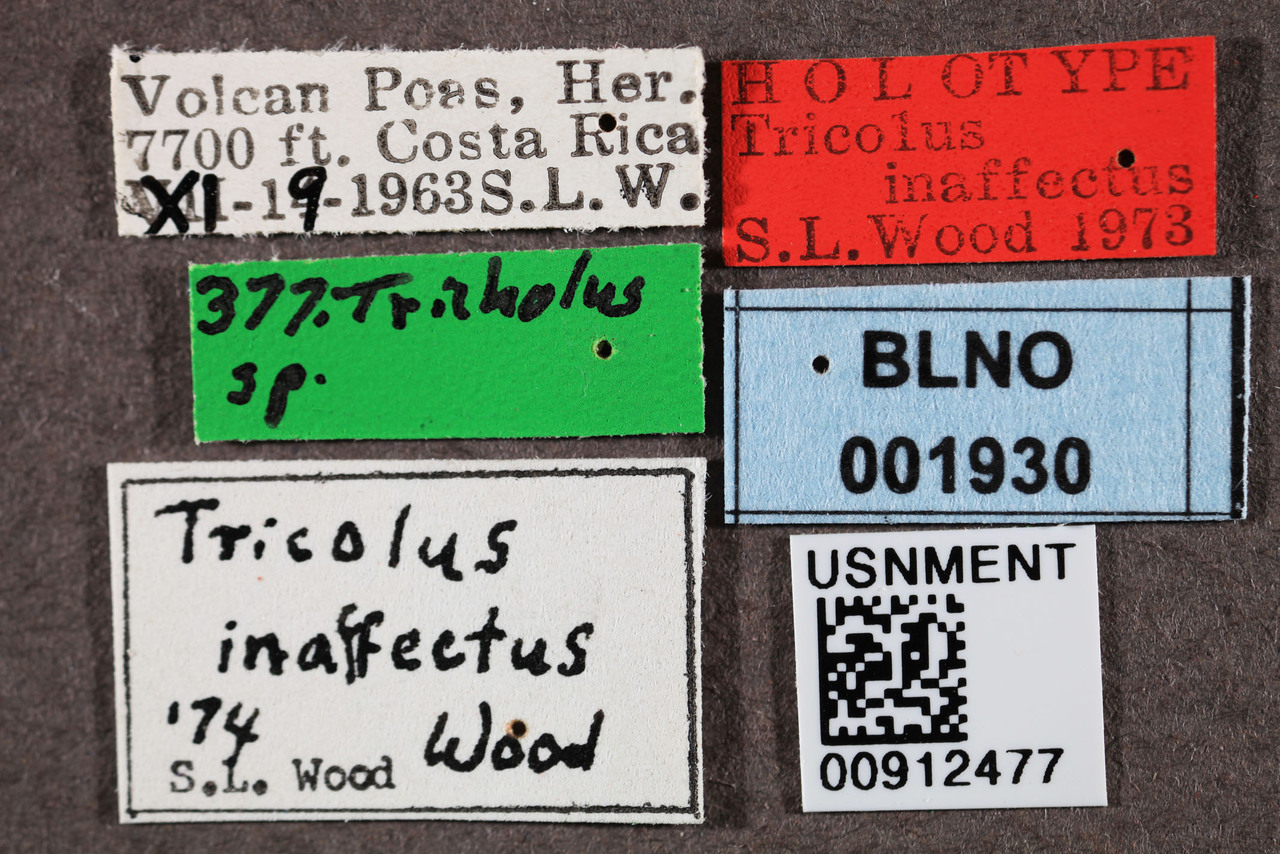 Volcan Poas, Her.
7700 ft. Costa Rica
XI-19-1963 S.L.W.
HOLOTYPE
Tricolus
inaffectus
S.L. Wood 1973
377. Tricholus
sp.
BLNO
001930
Tricolus
inaffectus
'74 Wood
S.L. Wood
USNMENT
00912477